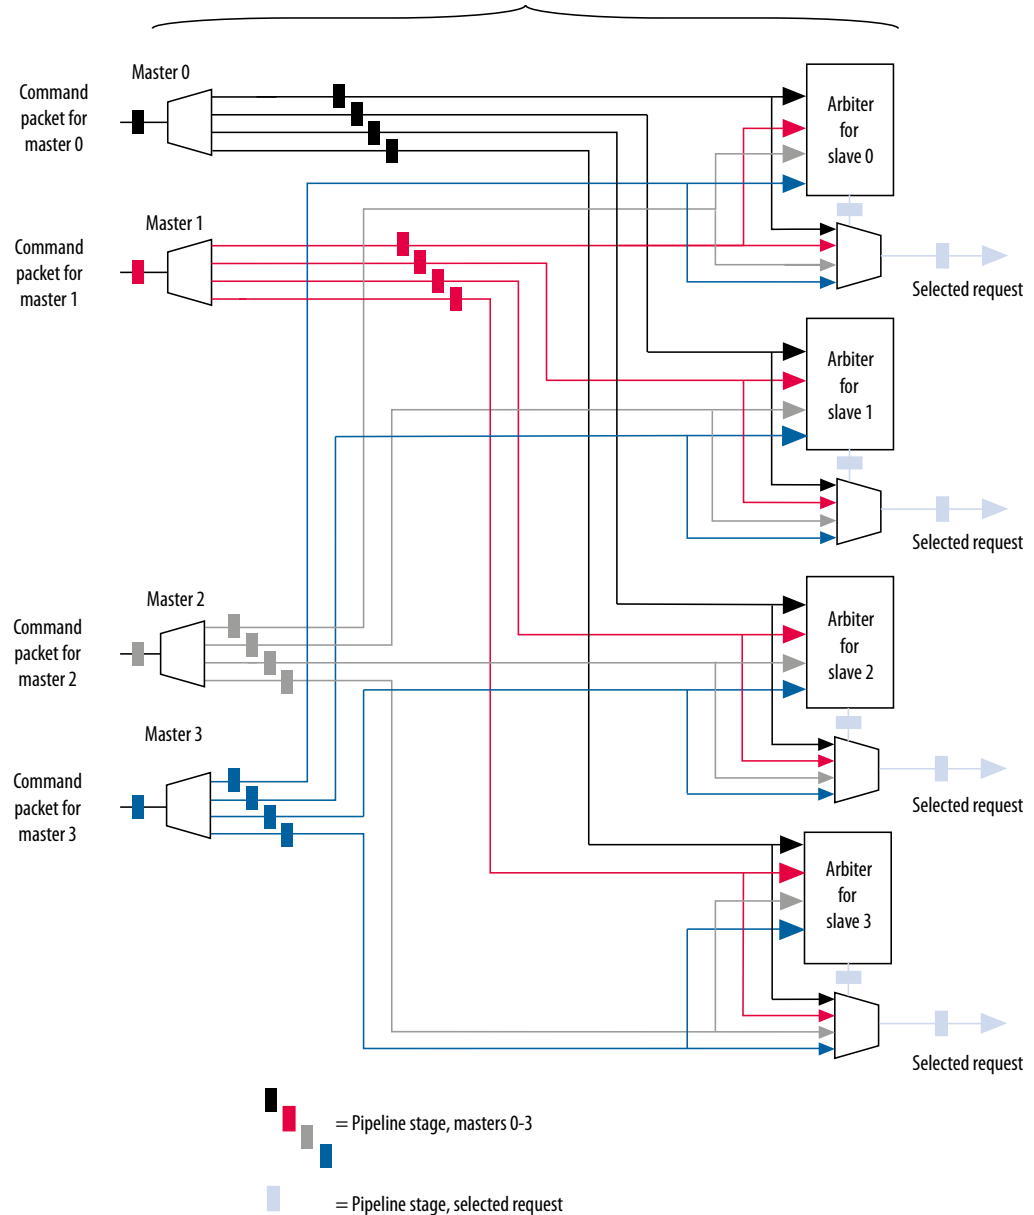 Master 0
Command
packet for
master 0
Arbiter
for
slave 0
Master 1
Command
packet for
master 1
Selected request
Arbiter
for
slave 1
Selected request
Master 2
Command
packet for
master 2
Arbiter
for
slave 2
Master 3
Command
packet for
master 3
Selected request
Arbiter
for
slave 3
Selected request
= Pipeline stage, masters 0-3
= Pipeline stage, selected request